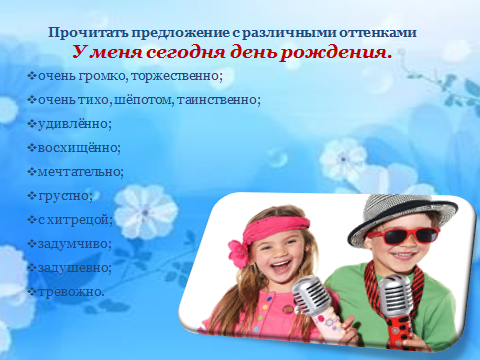 Прочитать предложение с различными оттенками
У меня сегодня день рождения.
❖очень громко, торжественно;
❖очень тихо, шёпотом, таинственно;
❖удивлённо;
❖восхищённо;
❖мечтательно;
❖грустно;
❖с хитрецой;
❖задумчиво;
❖задушевно;
❖тревожно.